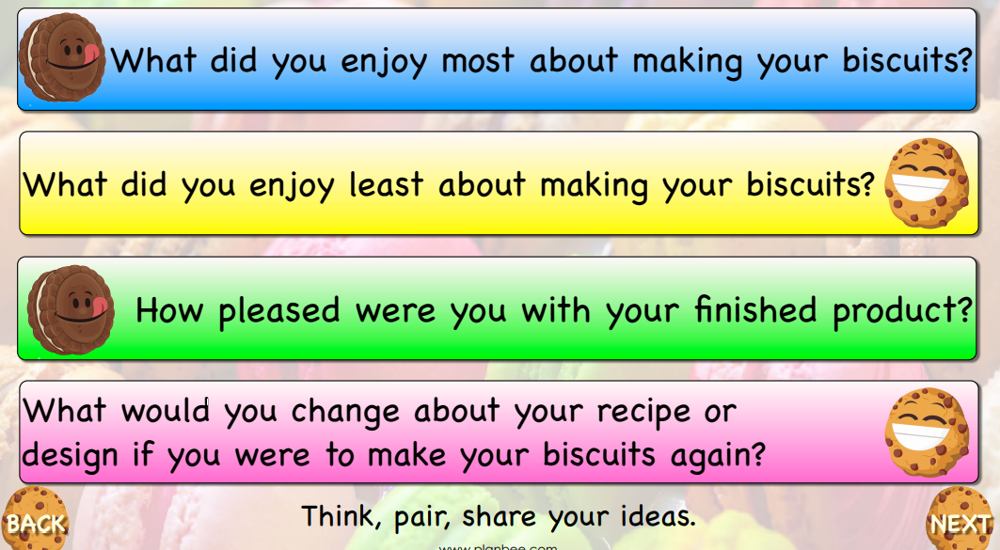 What did you enjoy most about making your biscuits?
What did you enjoy least about making your biscuits?
How pleased were you with your finished product?
What would you change about your recipe or
design if you were to make your biscuits again?
Think, pair, share your ideas.
BACK
NEXT
www.planbee.com